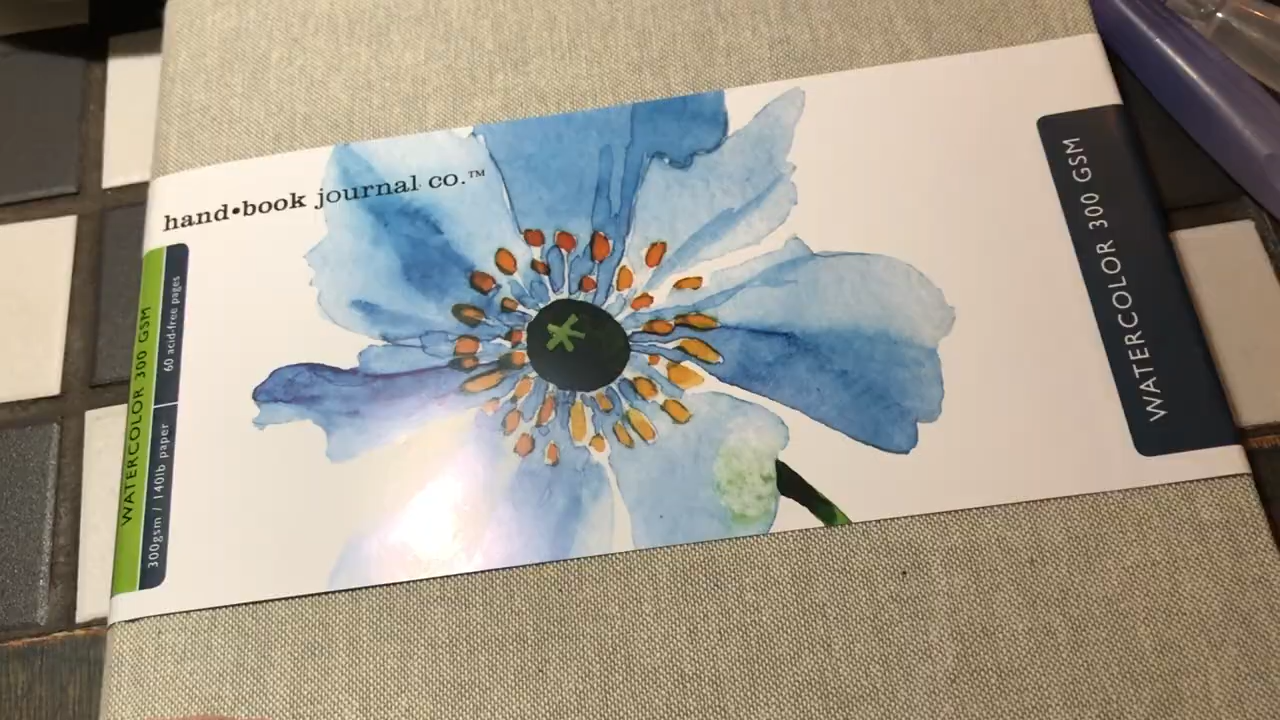 hand•book journal co.™
WATERCOLOR 300 GSM
300gsm / 140lb paper
60 acid-free pages
WATERCOLOR 300 GSM